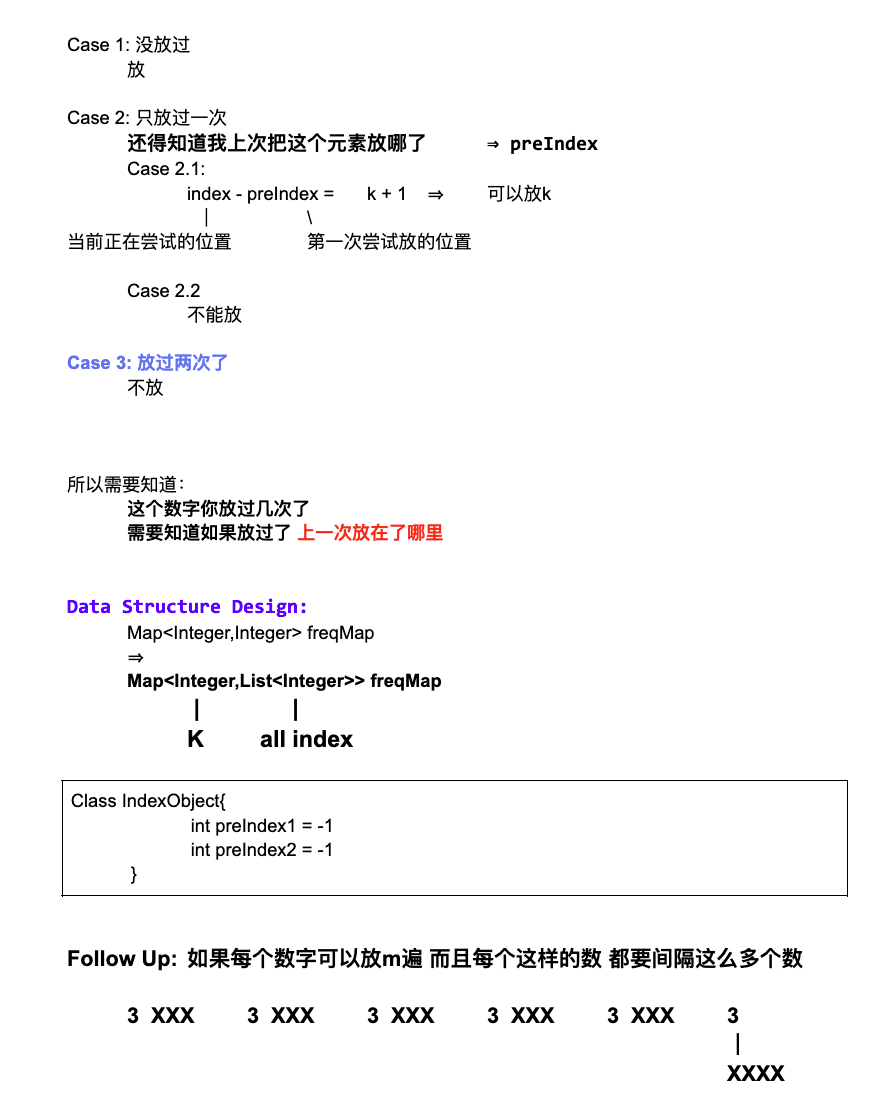 Case 1: 没放过
放
Case 2: 只放过一次
还得知道我上次把这个元素放哪了 ⇒ preIndex
Case 2.1:
index - preIndex = k + 1 ⇒ 可以放k
| \
当前正在尝试的位置 第一次尝试放的位置
Case 2.2
不能放
Case 3: 放过两次了
不放
所以需要知道：
这个数字你放过几次了
需要知道如果放过了 上一次放在了哪里
Data Structure Design:
Map<Integer,Integer> freqMap
⇒
Map<Integer,List<Integer>> freqMap
| |
K all index
Class IndexObject{
int preIndex1 = -1
int preIndex2 = -1
}
Follow Up: 如果每个数字可以放m遍 而且每个这样的数 都要间隔这么多个数
3 XXX 3 XXX 3 XXX 3 XXX 3 XXX 3
|
XXXX